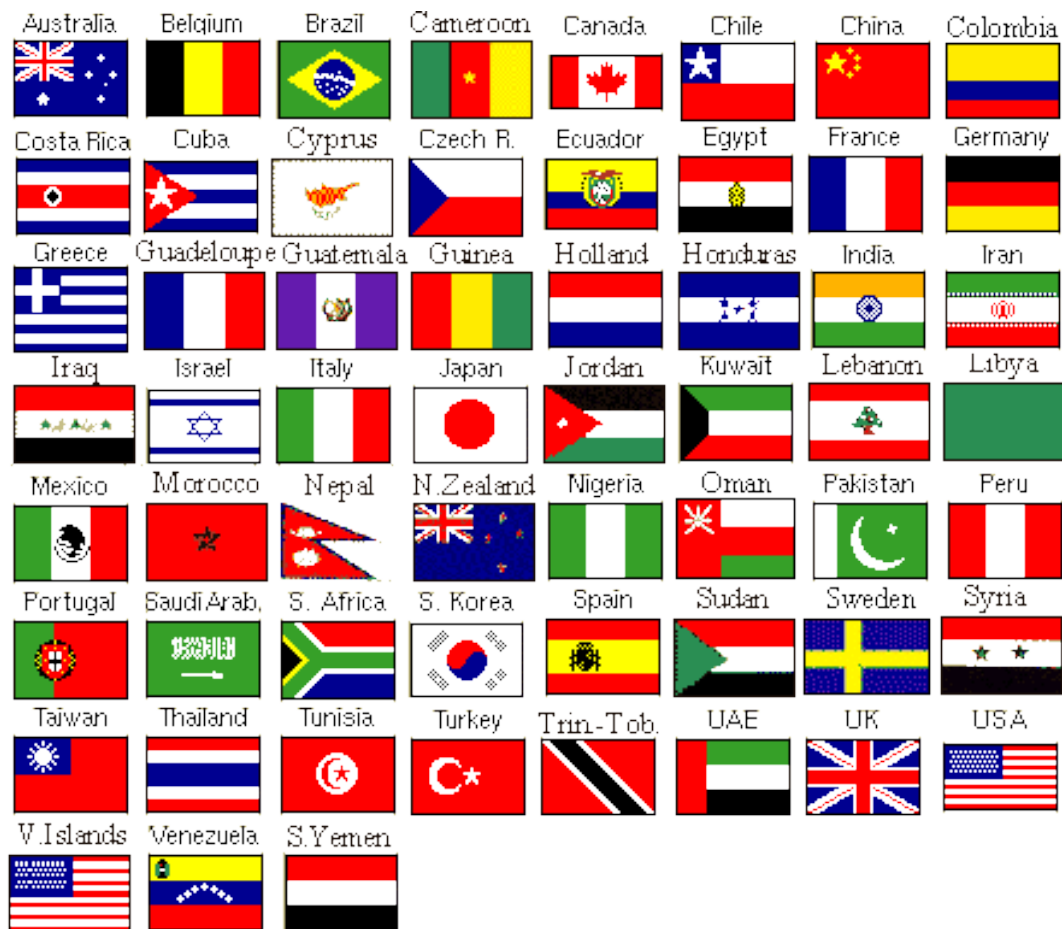 Australia Belgium Brazil Cameroon Canada Chile China Colombia
Costa Rica Cuba Cyprus Czech R. Ecuador Egypt France Germany
Greece Guadeloupe Guatemala Guinea Holland Honduras India Iran
Iraq Israel Italy Japan Jordan Kuwait Lebanon Libya
Mexico Morocco Nepal N.Zealand Nigeria Oman Pakistan Peru
Portugal Saudi Arab, S. Africa S. Korea Spain Sudan Sweden Syria
Taiwan Thailand Tunisia Turkey Trin-Tob. UAE UK USA
V.Islands Venezuela S.Yemen